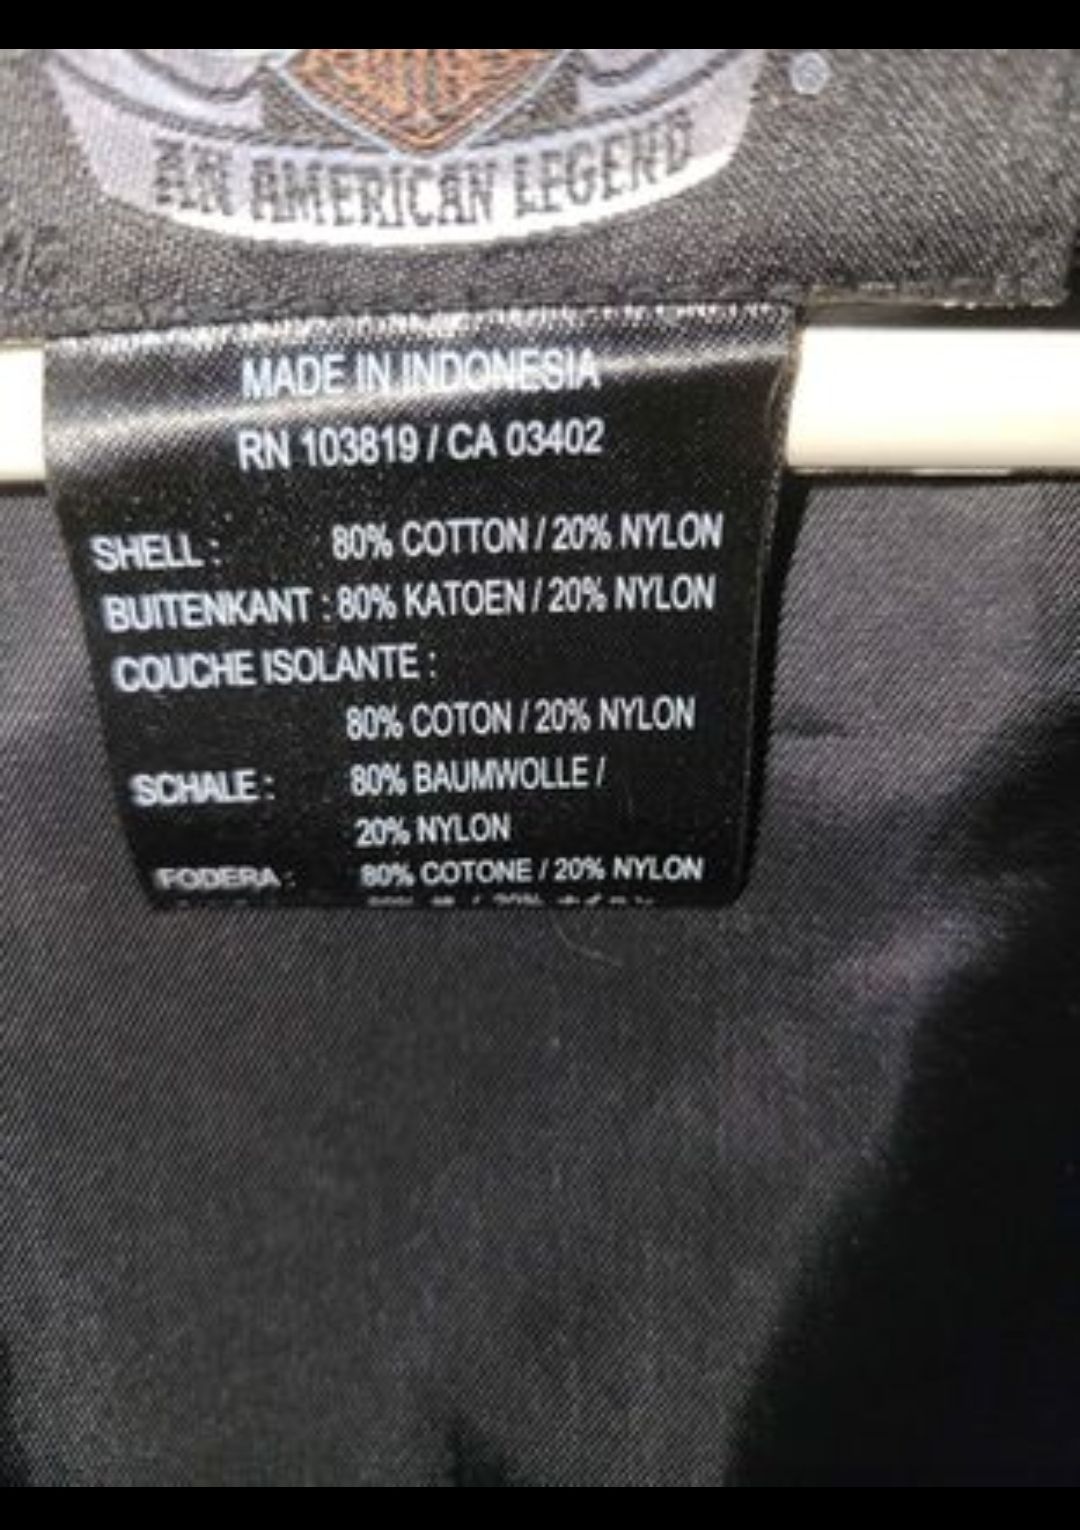 AN AMERICAN LEGEND
®
MADE IN INDONESIA
RN 103819 / CA 03402
SHELL : 80% COTTON / 20% NYLON
BUITENKANT : 80% KATOEN / 20% NYLON
COUCHE ISOLANTE :
80% COTON / 20% NYLON
SCHALE : 80% BAUMWOLLE /
20% NYLON
FODERA : 80% COTONE / 20% NYLON